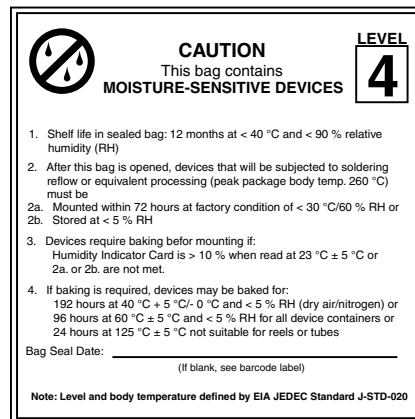 CAUTION
This bag contains
MOISTURE-SENSITIVE DEVICES
LEVEL
4
1. Shelf life in sealed bag: 12 months at < 40 °C and < 90 % relative
humidity (RH)
2. After this bag is opened, devices that will be subjected to soldering
reflow or equivalent processing (peak package body temp. 260 °C)
must be
2a. Mounted within 72 hours at factory condition of < 30 °C/60 % RH or
2b. Stored at < 5 % RH
3. Devices require baking befor mounting if:
Humidity Indicator Card is > 10 % when read at 23 °C ± 5 °C or
2a. or 2b. are not met.
4. If baking is required, devices may be baked for:
192 hours at 40 °C + 5 °C/- 0 °C and < 5 % RH (dry air/nitrogen) or
96 hours at 60 °C ± 5 °C and < 5 % RH for all device containers or
24 hours at 125 °C ± 5 °C not suitable for reels or tubes
Bag Seal Date:
(If blank, see barcode label)
Note: Level and body temperature defined by EIA JEDEC Standard J-STD-020